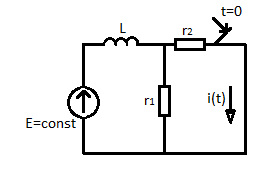 t=0
L
r2
r1
i(t)
E=const